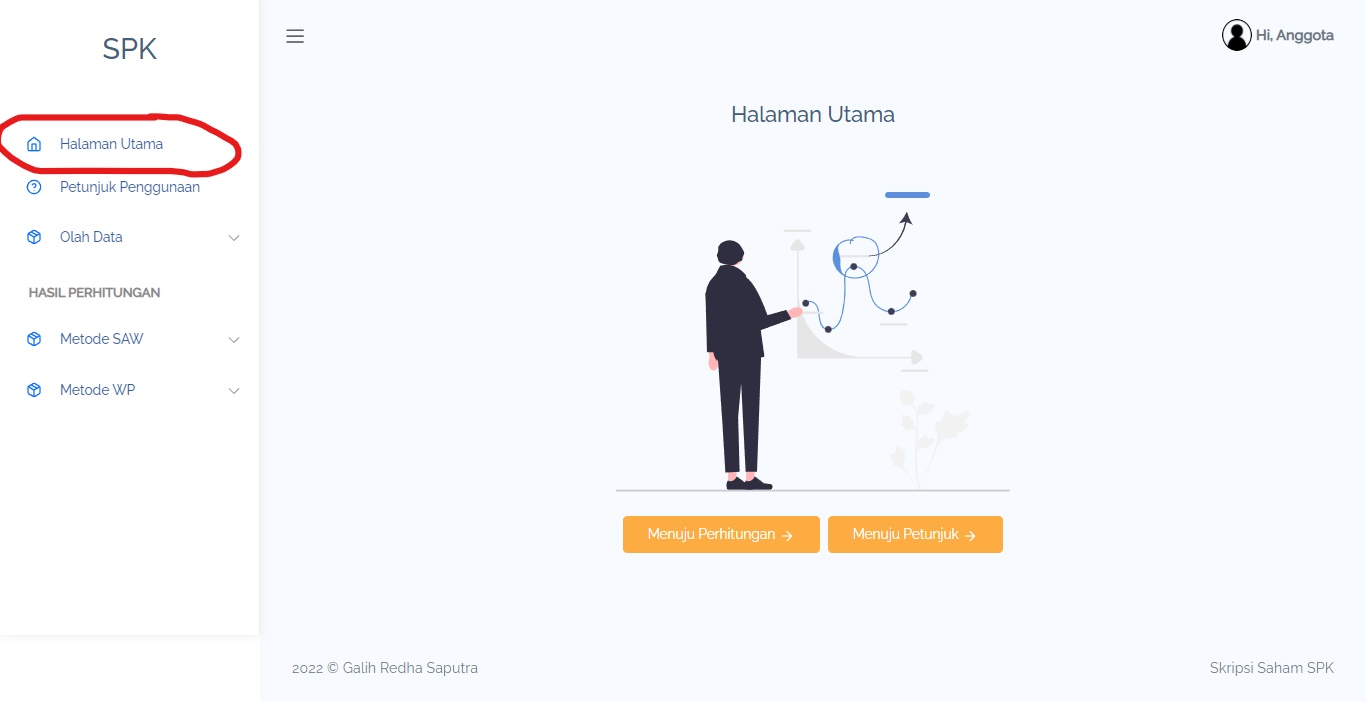 SPK
Halaman Utama
Petunjuk Penggunaan
Olah Data
HASIL PERHITUNGAN
Metode SAW
Metode WP
Hi, Anggota
Halaman Utama
Menuju Perhitungan →
Menuju Petunjuk →
2022 © Galih Redha Saputra
Skripsi Saham SPK